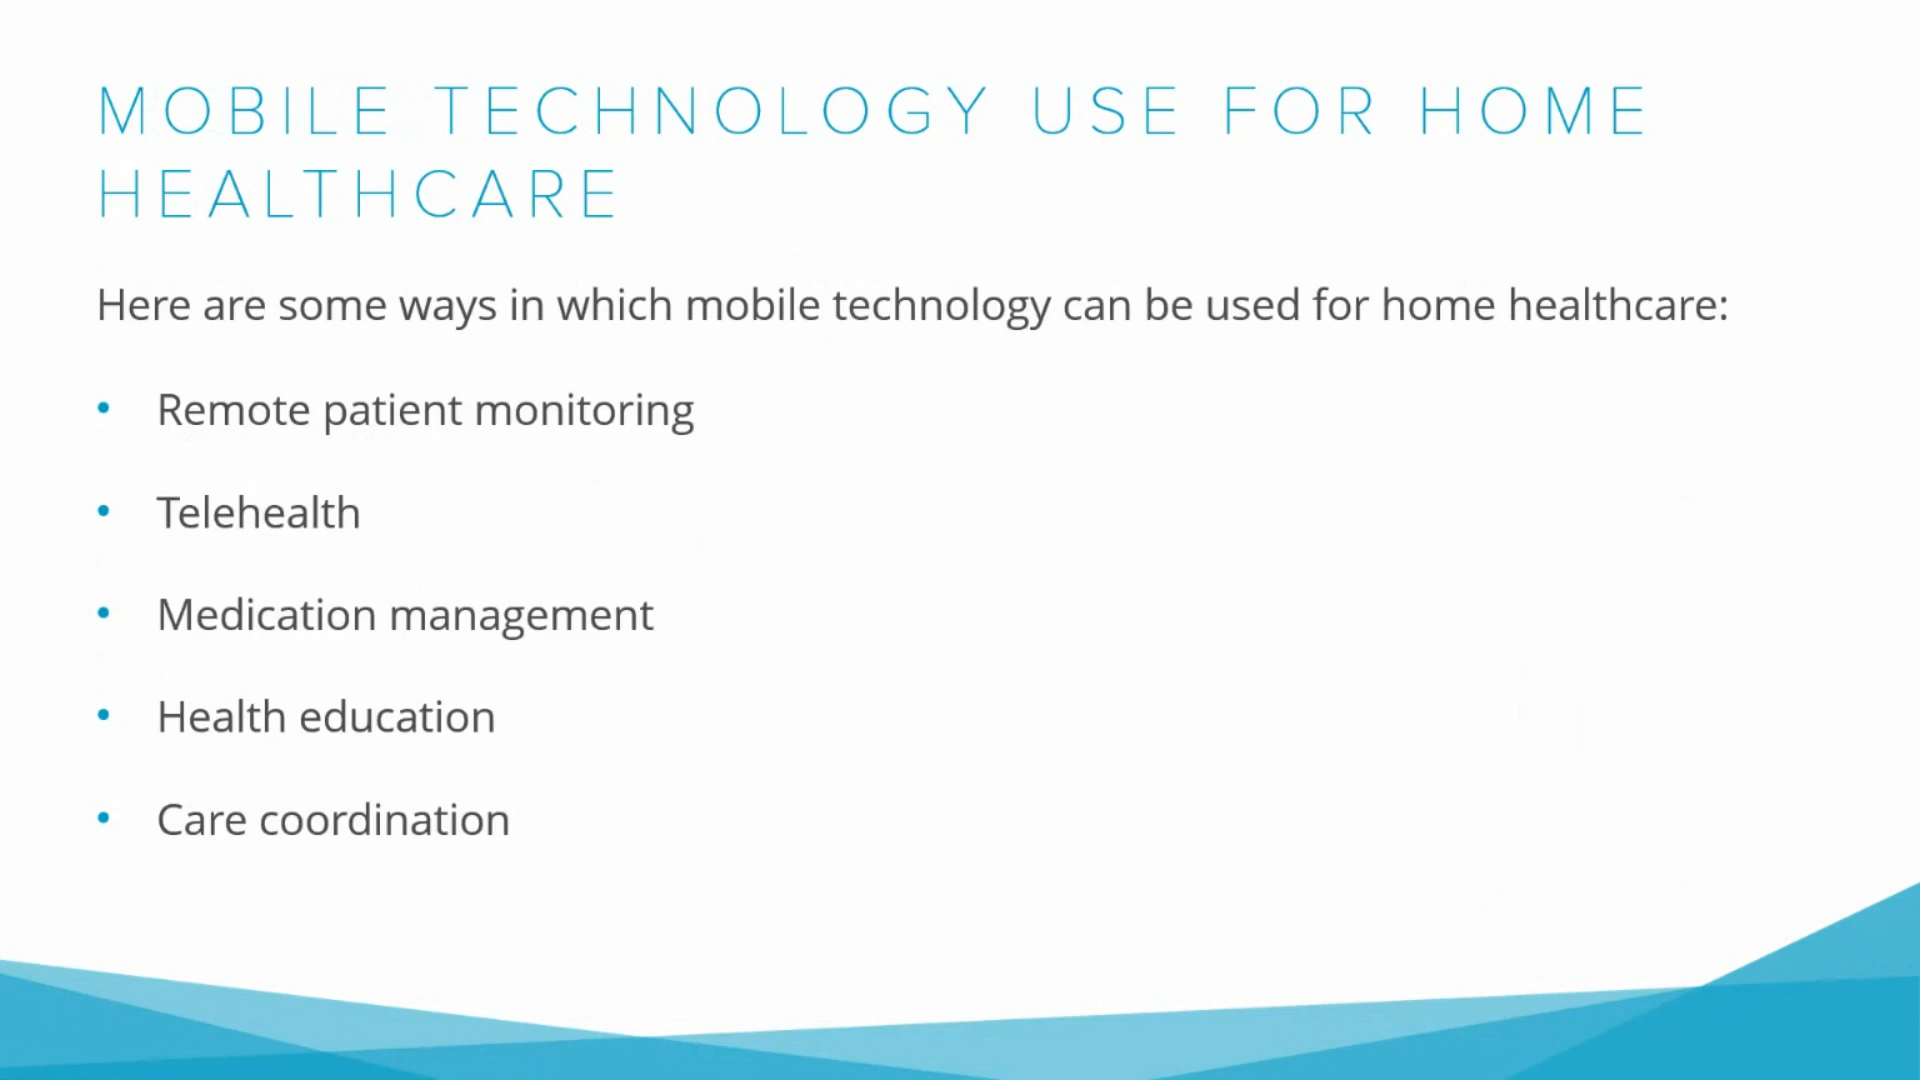 MOBILE TECHNOLOGY USE FOR HOME
HEALTHCARE
Here are some ways in which mobile technology can be used for home healthcare:
• Remote patient monitoring
• Telehealth
• Medication management
• Health education
• Care coordination